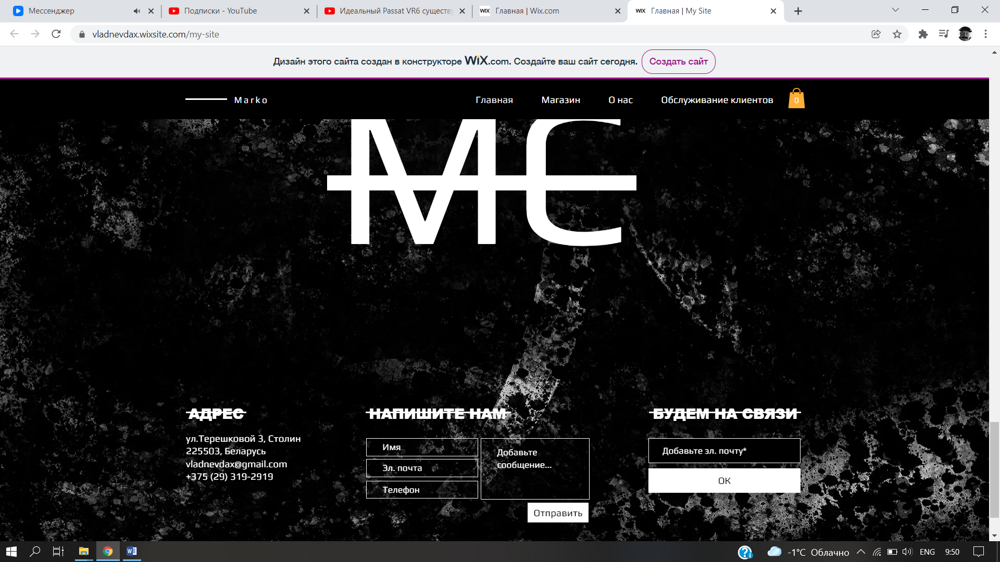 Мессенджер
Подписки - YouTube
Идеальный Passat VR6 существу
WIX Главная | Wix.com
WIX Главная | My Site
vladnevdax.wixsite.com/my-site
Дизайн этого сайта создан в конструкторе WiX.com. Создайте ваш сайт сегодня. Создать сайт
Marko
Главная
Магазин
О нас
Обслуживание клиентов
0
МС
АДРЕС
ул.Терешковой 3, Столин
225503, Беларусь
vladnevdax@gmail.com
+375 (29) 319-2919
НАПИШИТЕ НАМ
Имя
Эл. почта
Телефон
Добавьте
сообщение...
Отправить
БУДЕМ НА СВЯЗИ
Добавьте эл. почту*
ОК
-1°C Облачно
ENG
9:50